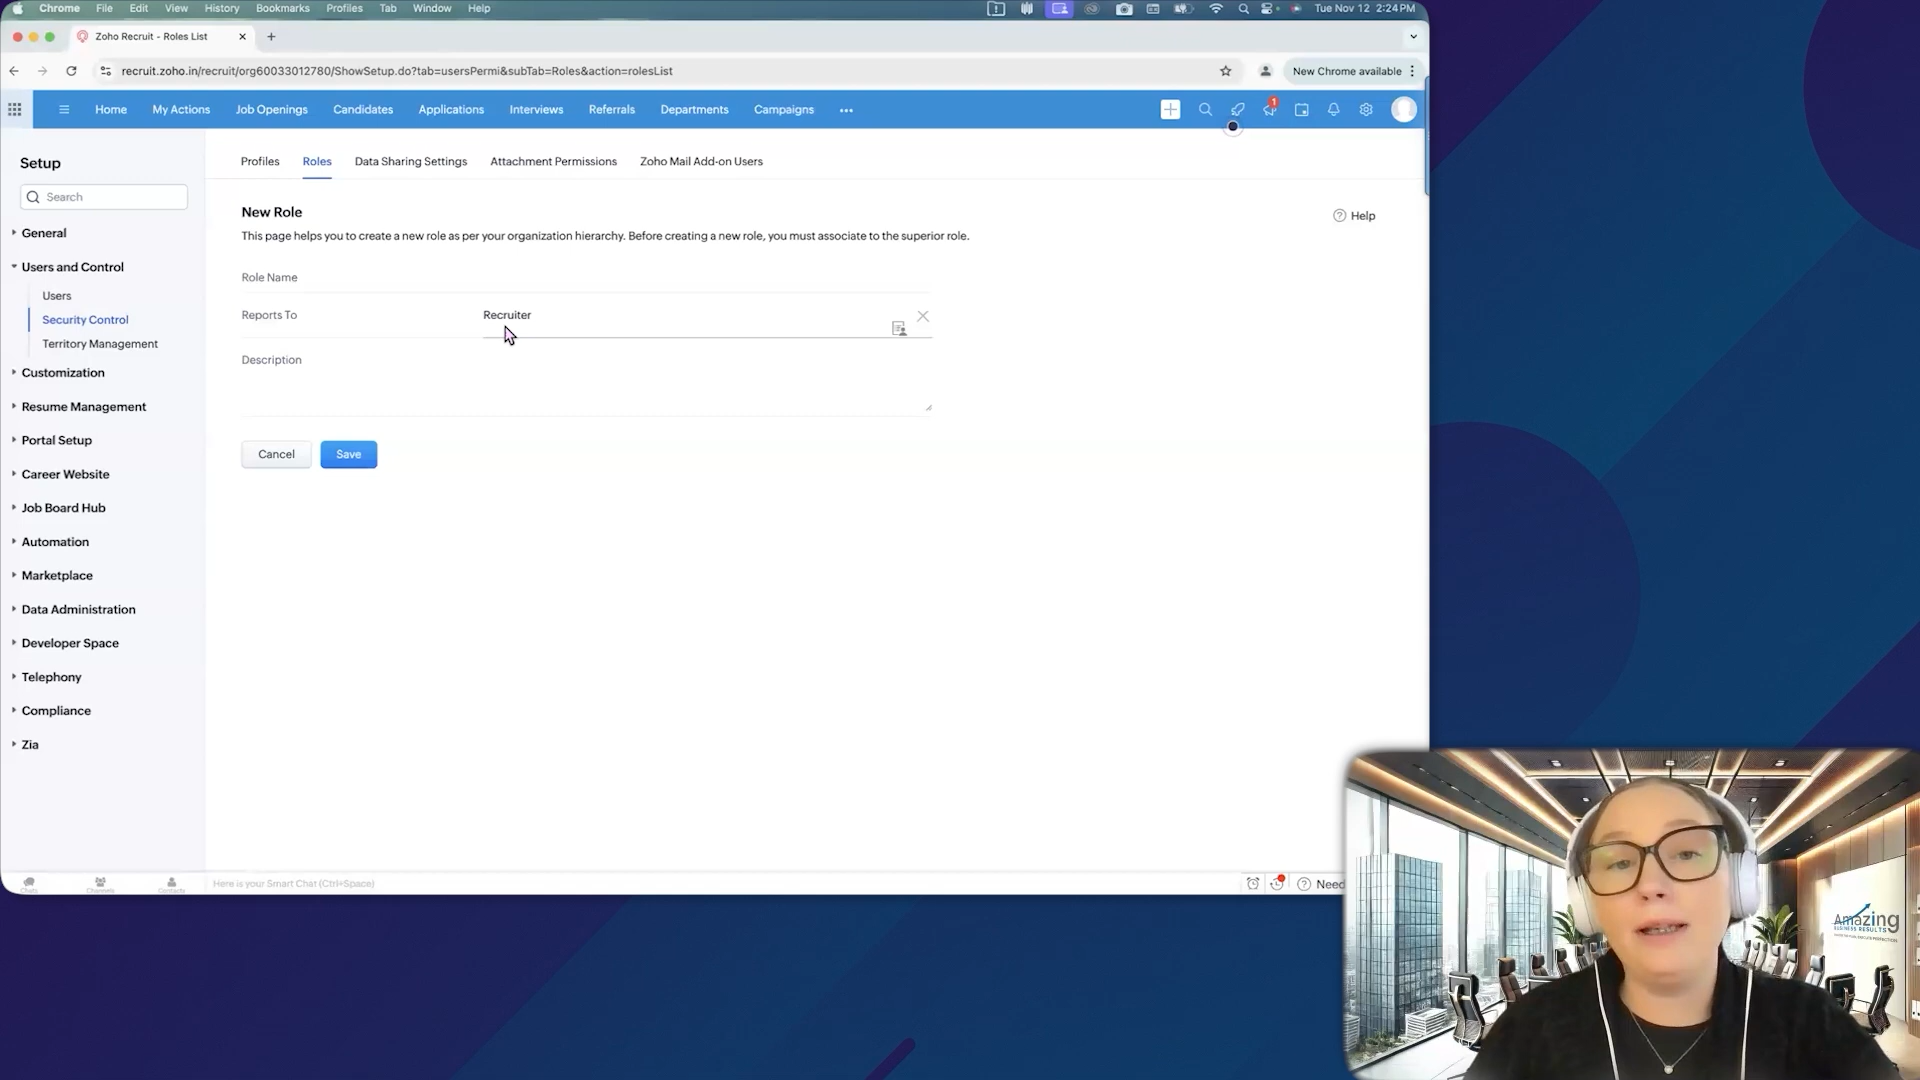 Chrome File Edit View History Bookmarks Profiles Tab Window Help Tue Nov 12 2:24 PM
Zoho Recruit - Roles List
recruit.zoho.in/recruit/org60033012780/ShowSetup.do?tab=usersPermi&subTab=Roles&action=rolesList New Chrome available
Home My Actions Job Openings Candidates Applications Interviews Referrals Departments Campaigns 1
Setup
Search
General
Users and Control
Users
Security Control
Territory Management
Customization
Resume Management
Portal Setup
Career Website
Job Board Hub
Automation
Marketplace
Data Administration
Developer Space
Telephony
Compliance
Zia
Profiles Roles Data Sharing Settings Attachment Permissions Zoho Mail Add-on Users
New Role
Help
This page helps you to create a new role as per your organization hierarchy. Before creating a new role, you must associate to the superior role.
Role Name
Reports To Recruiter
Description
Cancel Save
Chats Channels Contacts Here is your Smart Chat (Ctrl+Space) Need
Amazing
BUSINESS RESULTS